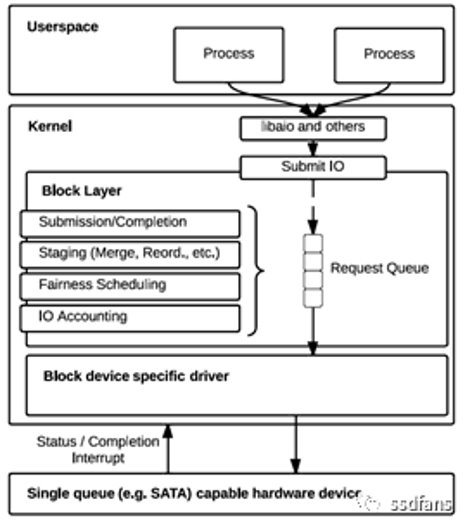 Userspace
Process
Process
Kernel
libaio and others
Submit IO
Block Layer
Submission/Completion
Staging (Merge, Reord., etc.)
Fairness Scheduling
IO Accounting
Request Queue
Block device specific driver
Status / Completion
Interrupt
Single queue (e.g. SATA) capable hardware device
ssdfans